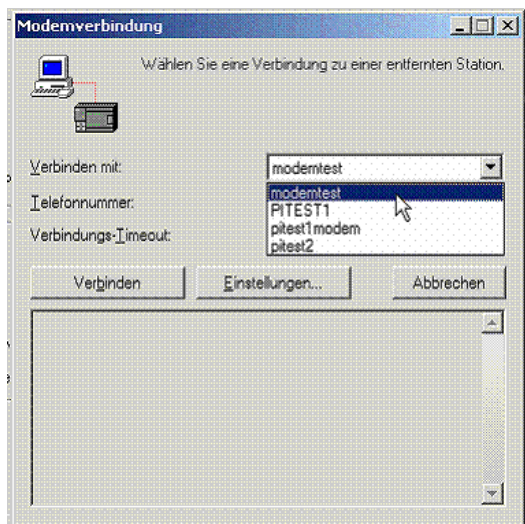 Modemverbindung
Wählen Sie eine Verbindung zu einer entfernten Station.
Verbinden mit:
modemtest
modemtest
Telefonnummer:
PITEST1
pitest1modem
Verbindungs-Timeout:
pitest2
Verbinden
Einstellungen...
Abbrechen